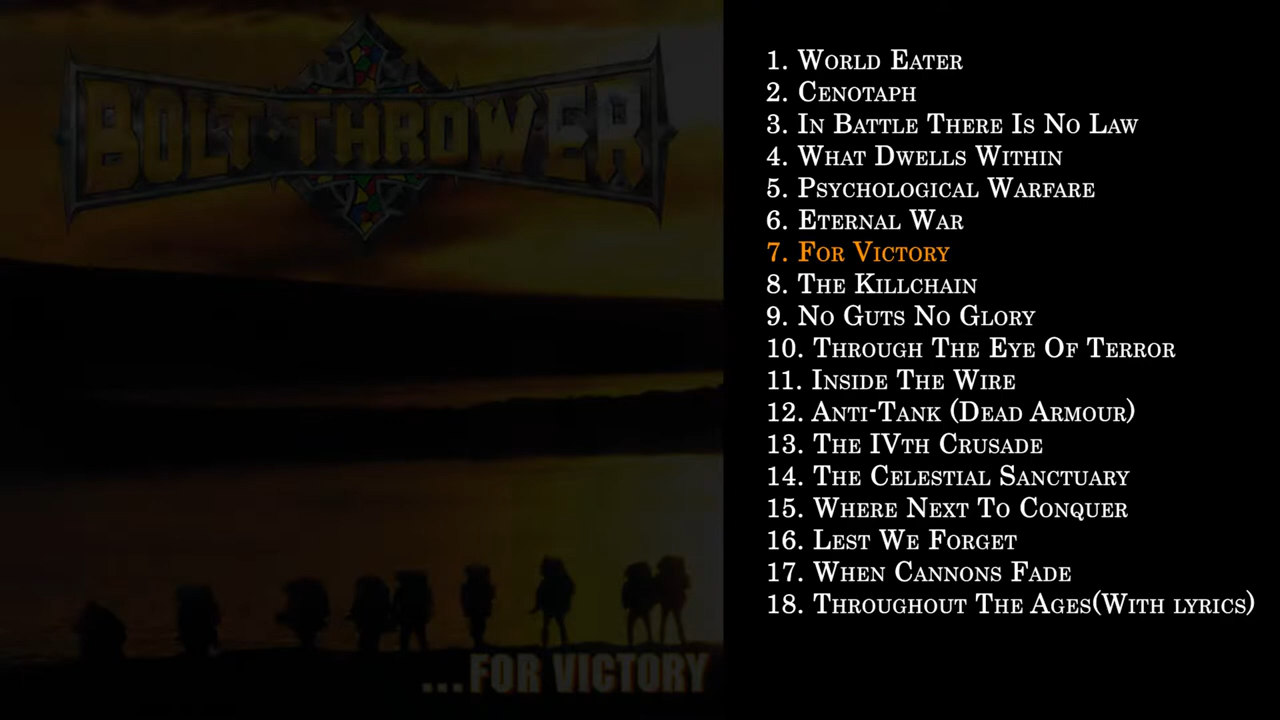 BOLT THROWER
...FOR VICTORY
1. World Eater
2. Cenotaph
3. In Battle There Is No Law
4. What Dwells Within
5. Psychological Warfare
6. Eternal War
7. For Victory
8. The Killchain
9. No Guts No Glory
10. Through The Eye Of Terror
11. Inside The Wire
12. Anti-Tank (Dead Armour)
13. The IVth Crusade
14. The Celestial Sanctuary
15. Where Next To Conquer
16. Lest We Forget
17. When Cannons Fade
18. Throughout The Ages(With lyrics)